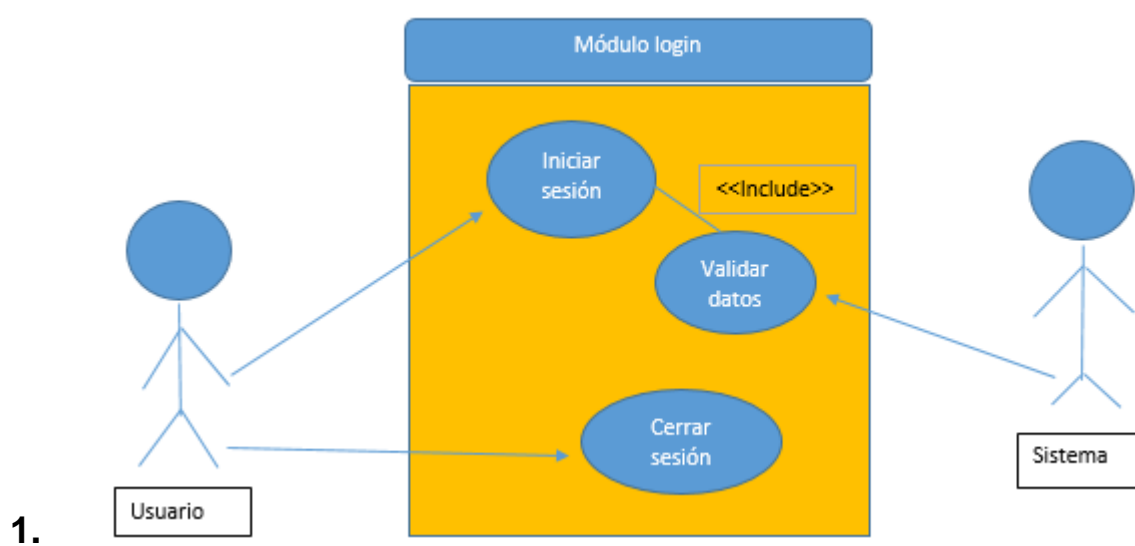 Módulo login
Iniciar
sesión
<<Include>>
Validar
datos
Cerrar
sesión
Sistema
Usuario
1.